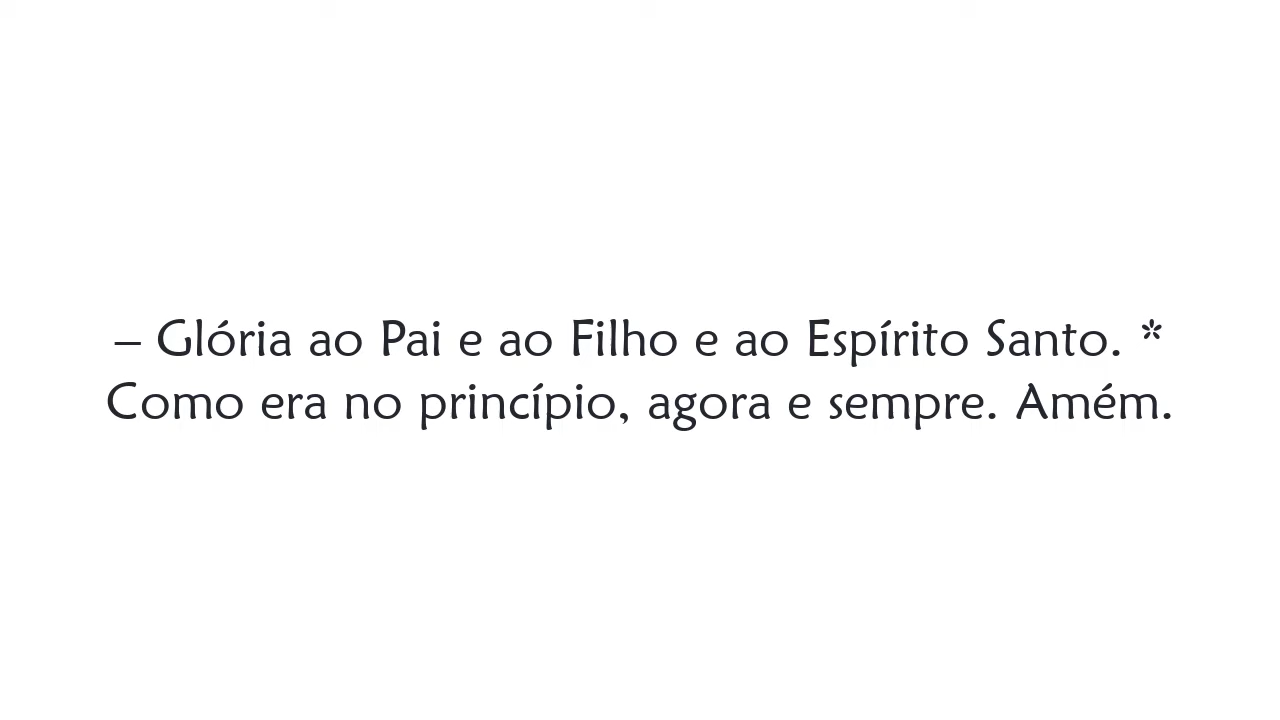 – Glória ao Pai e ao Filho e ao Espírito Santo. *
Como era no princípio, agora e sempre. Amém.